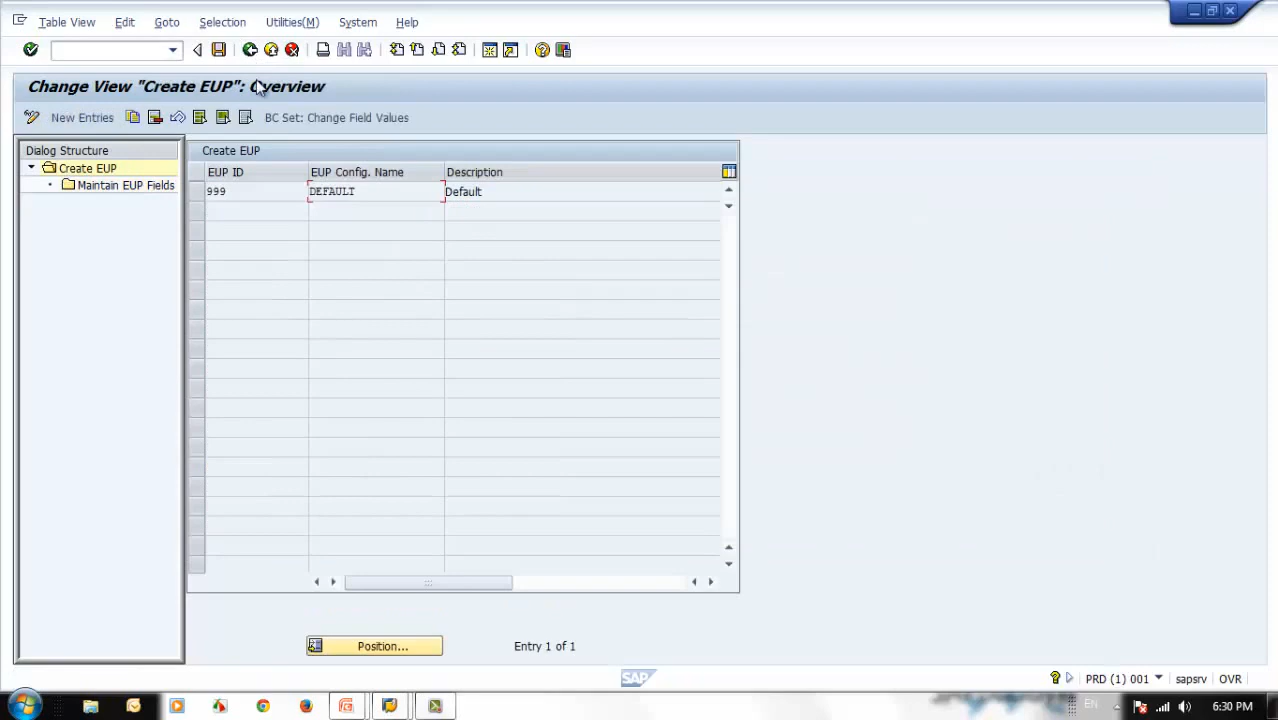 Table View Edit Goto Selection Utilities(M) System Help
Change View "Create EUP": Overview
New Entries BC Set: Change Field Values
Dialog Structure
Create EUP
Maintain EUP Fields
Create EUP
EUP ID EUP Config. Name Description
999 DEFAULT Default
Position... Entry 1 of 1
SAP PRD (1) 001 sapsrv OVR
EN 6:30 PM